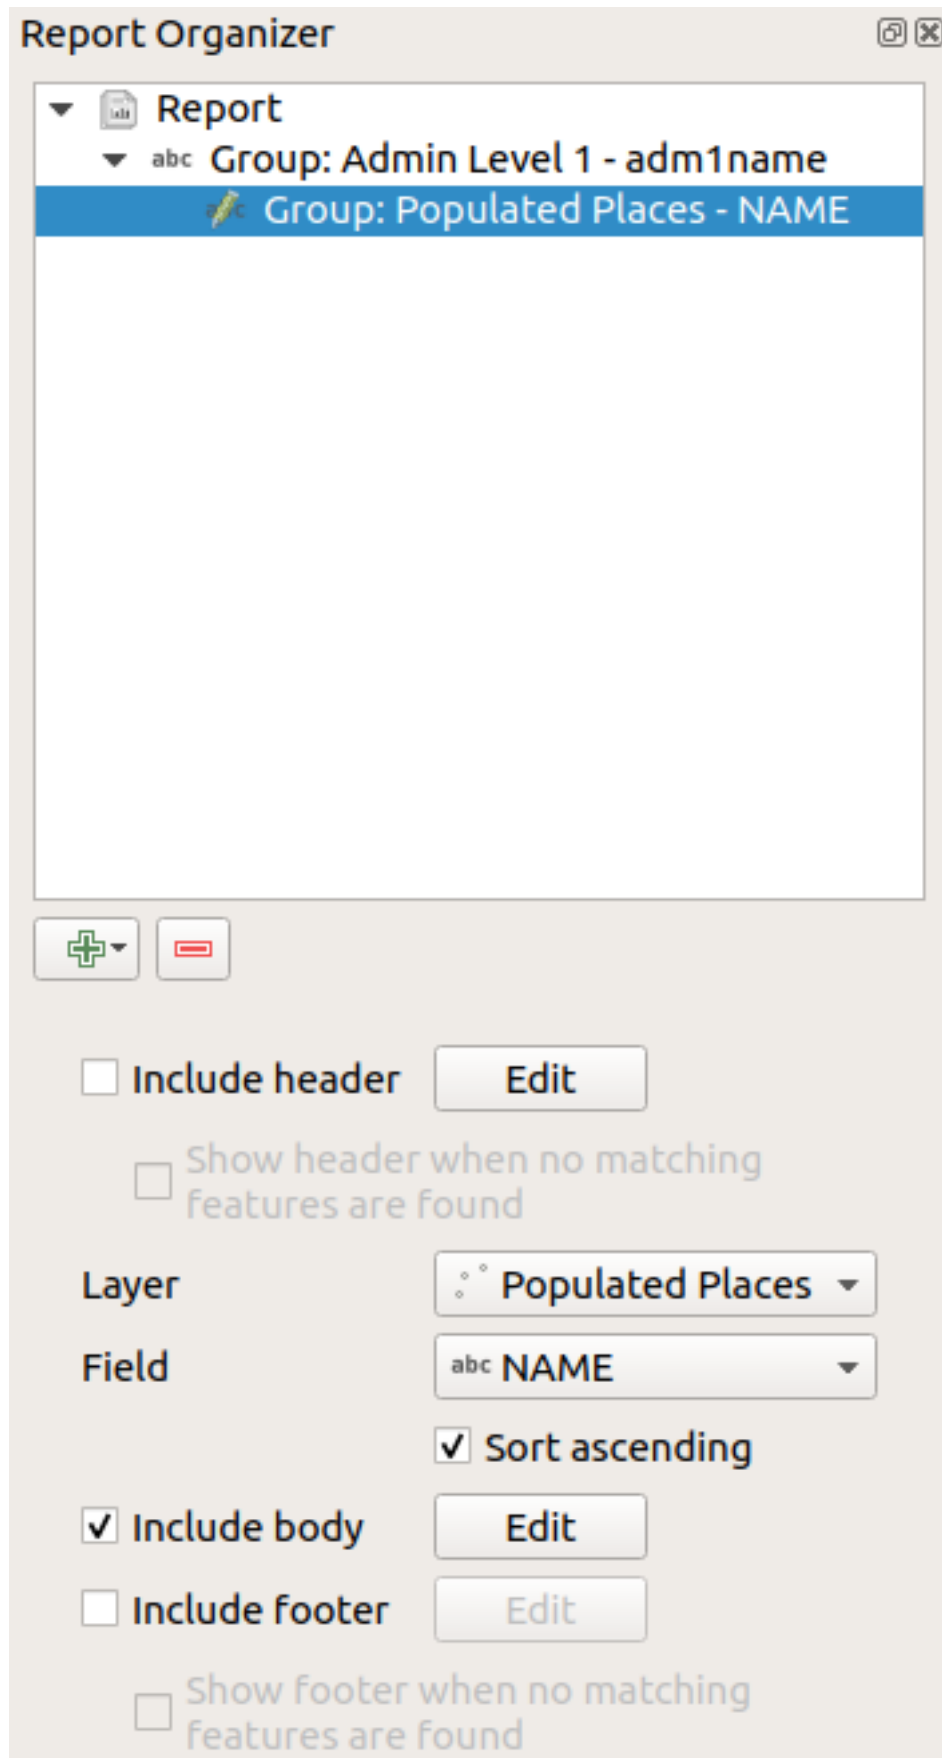 Report Organizer
Report
abc Group: Admin Level 1 - adm1name
Group: Populated Places - NAME
Include header Edit
Show header when no matching
features are found
Layer Populated Places
Field abc NAME
Sort ascending
Include body Edit
Include footer Edit
Show footer when no matching
features are found